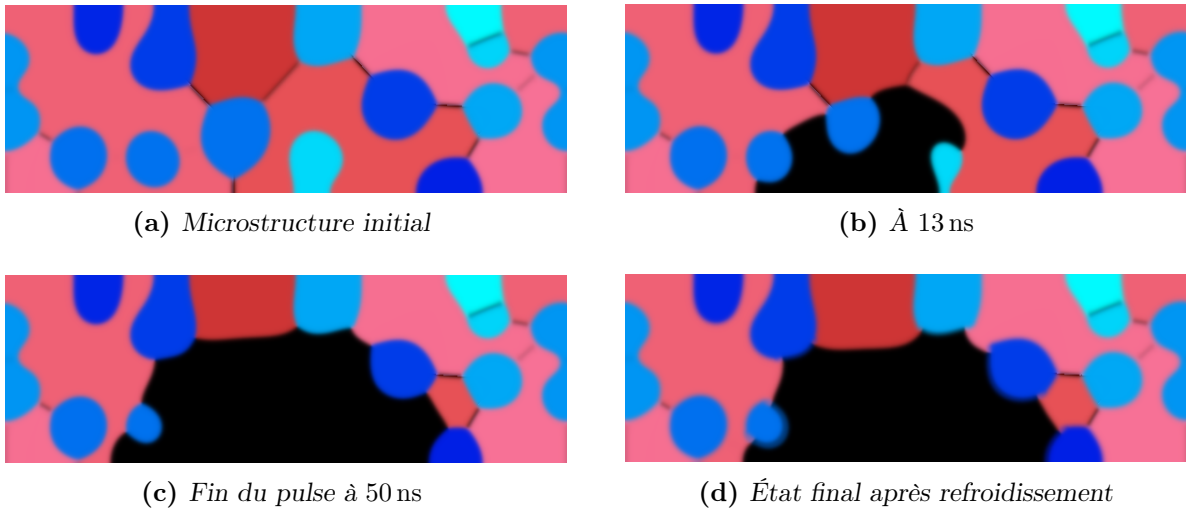 (a) Microstructure initial
(b) À 13 ns
(c) Fin du pulse à 50 ns
(d) État final après refroidissement